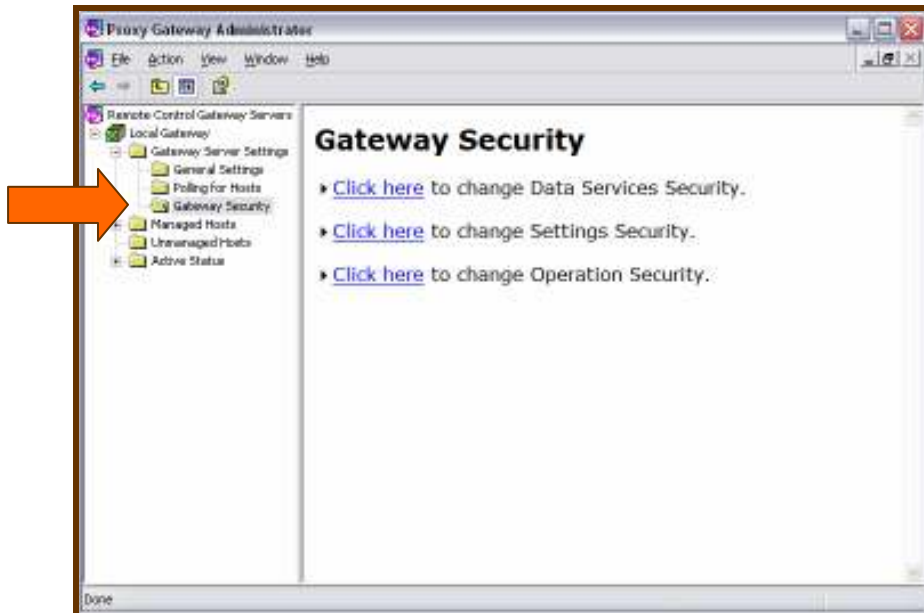 Proxy Gateway Administrator
File Action View Window Help
Remote Control Gateway Servers
Local Gateway
Gateway Server Settings
General Settings
Polling for Hosts
Gateway Security
Managed Hosts
Unmanaged Hosts
Active Status
Gateway Security
Click here to change Data Services Security.
Click here to change Settings Security.
Click here to change Operation Security.
Done